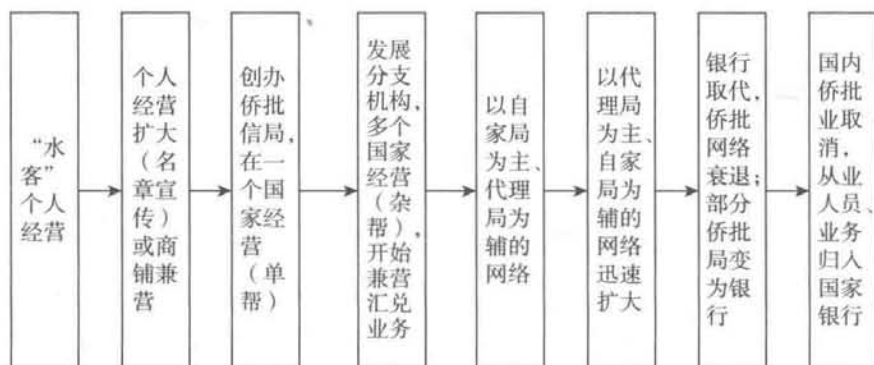 “水
客”
个人
经营
个人
经营
扩大
（名
章宣
传）
或商
铺兼
营
创办
侨批
信局，
在一
个国
家经
营
（单
帮）
发展
分支
机构，
多个
国家
经营
（杂
帮），
开始
兼营
汇兑
业务
以自
家局
为主、
代理
局为
辅的
网络
以代
理局
为主、
自家
局为
辅的
网络
迅速
扩大
银行
取代，
侨批
网络
衰退；
部分
侨批
局变
为银
行
国内
侨批
业取
消，
从业
人员、
业务
归入
国家
银行